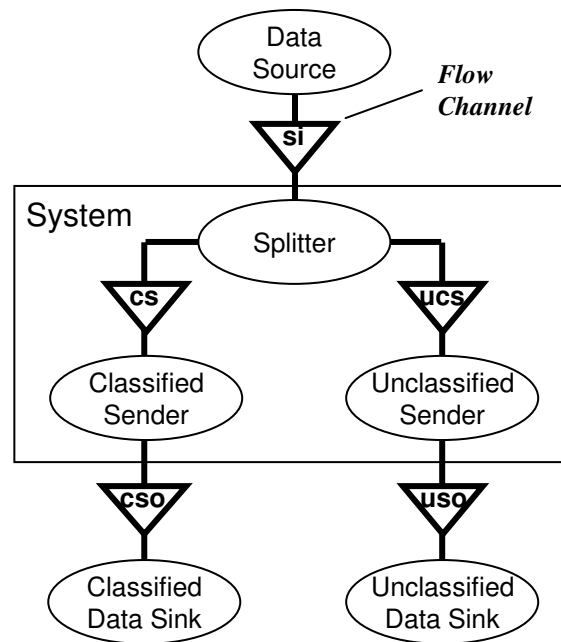 Data
Source
Flow
Channel
si
System
Splitter
cs
ucs
Classified
Sender
Unclassified
Sender
cso
uso
Classified
Data Sink
Unclassified
Data Sink